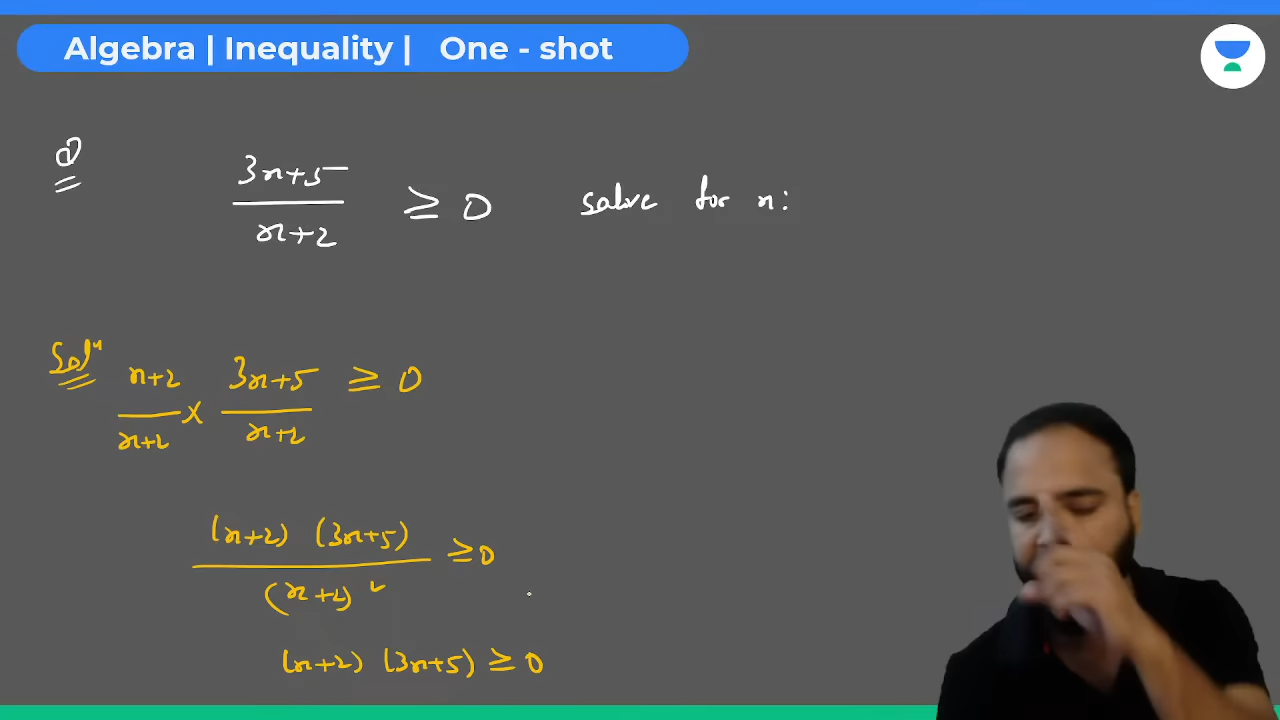 Algebra | Inequality | One - shot
Q
3x+5
/
x+2
≥ 0 solve for x:
Solⁿ
x+2
/
x+2
×
3x+5
/
x+2
≥ 0
(x+2) (3x+5)
/
(x+2)²
≥0
(x+2) (3x+5) ≥ 0